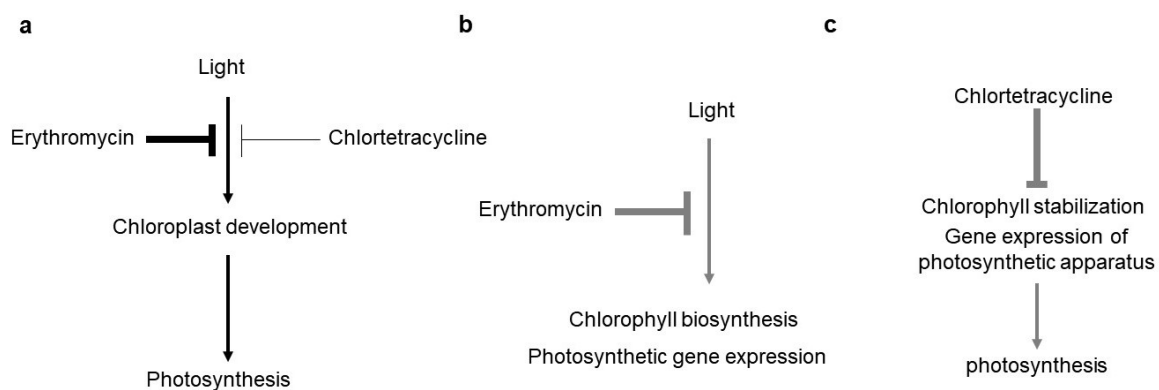 a
Light
Erythromycin
Chlortetracycline
Chloroplast development
Photosynthesis
b
Light
Erythromycin
Chlorophyll biosynthesis
Photosynthetic gene expression
c
Chlortetracycline
Chlorophyll stabilization
Gene expression of
photosynthetic apparatus
photosynthesis